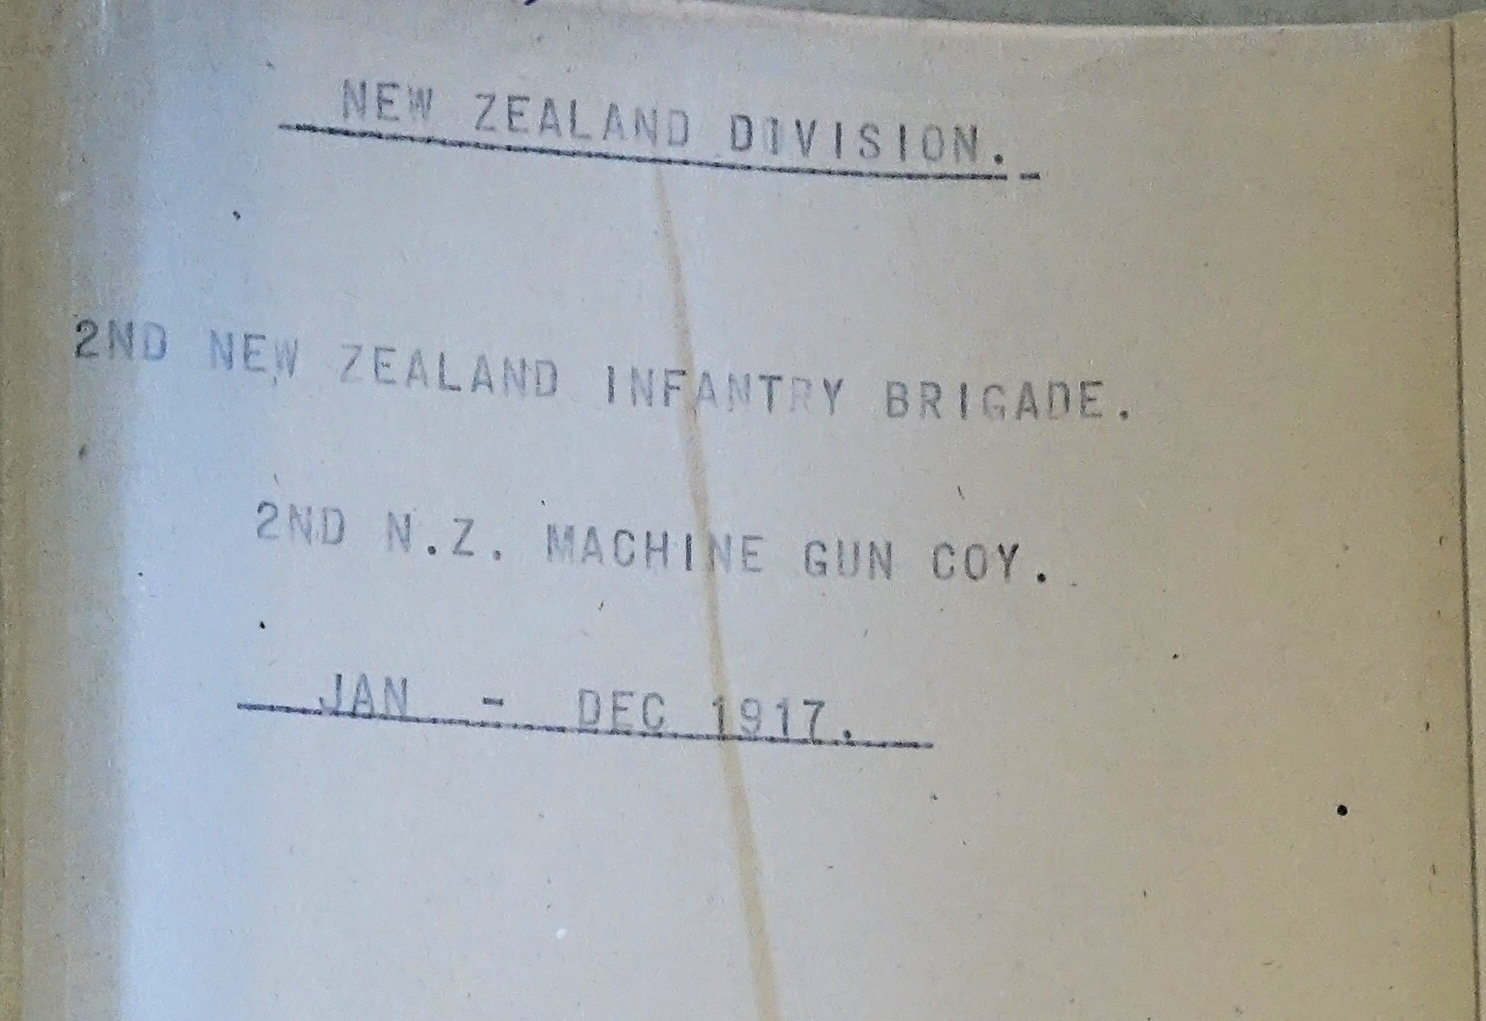 NEW ZEALAND DIVISION.
2ND NEW ZEALAND INFANTRY BRIGADE.
2ND N.Z. MACHINE GUN COY.
JAN - DEC 1917.